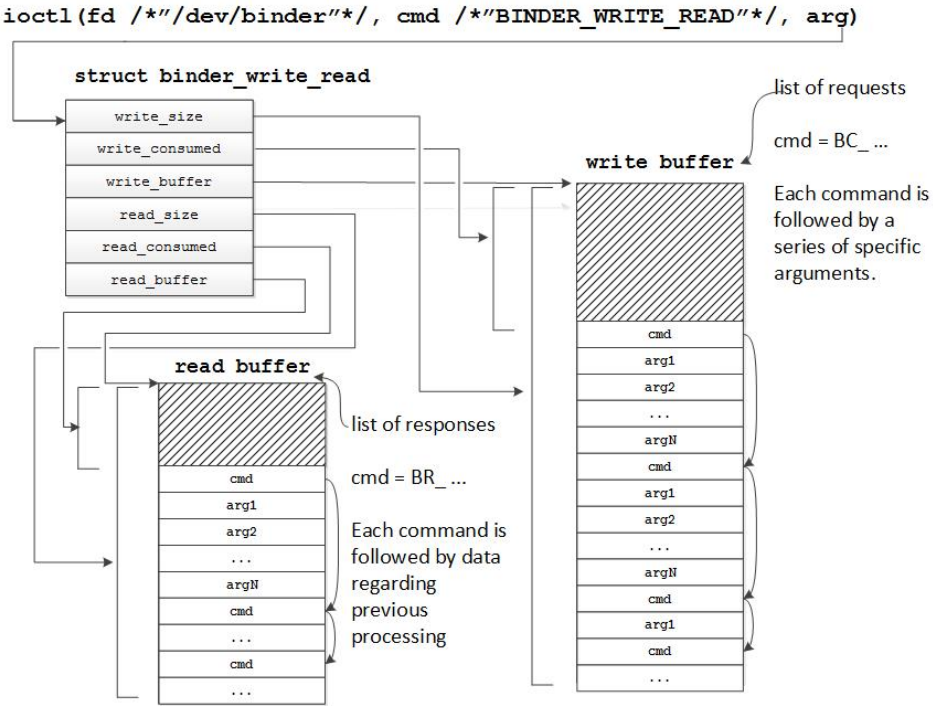 ioctl(fd /*"/dev/binder"*/, cmd /*"BINDER_WRITE_READ"*/, arg)
struct binder_write_read
write_size
write_consumed
write_buffer
read_size
read_consumed
read_buffer
list of requests
cmd = BC_ ...
write buffer
Each command is
followed by a
series of specific
arguments.
cmd
arg1
arg2
...
argN
cmd
arg1
arg2
...
argN
cmd
arg1
cmd
...
read buffer
list of responses
cmd = BR_ ...
Each command is
followed by data
regarding
previous
processing
cmd
arg1
arg2
...
argN
cmd
...
cmd
...